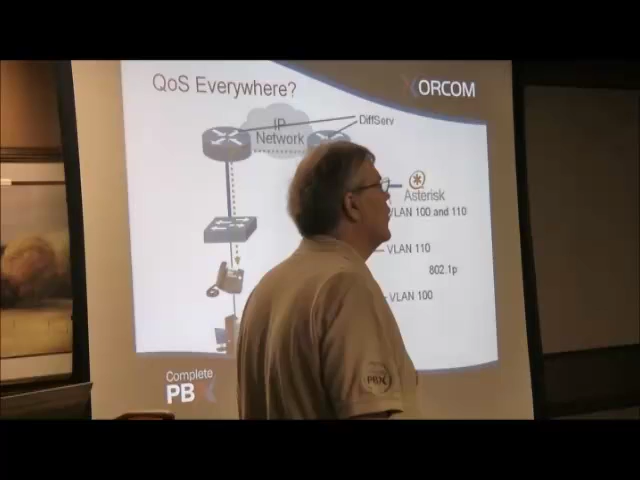 QoS Everywhere?
XORCOM
IP
Network
DiffServ
Asterisk
VLAN 100 and 110
VLAN 110
802.1p
VLAN 100
Complete
PBX
PBX